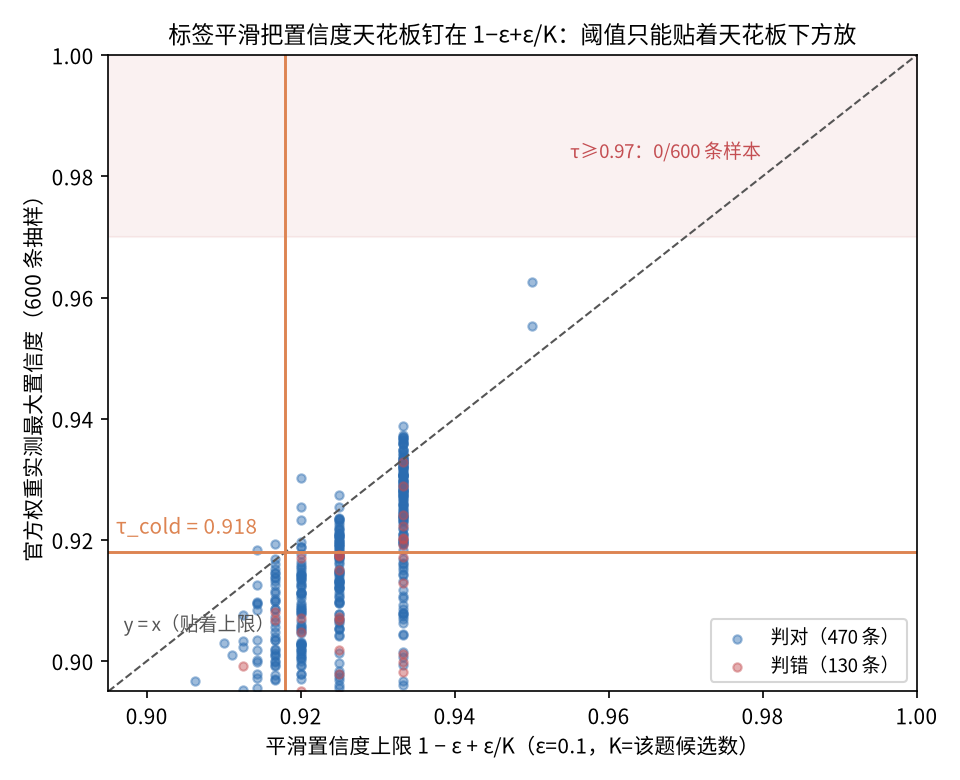 标签平滑把置信度天花板钉在 1−ε+ε/K：阈值只能贴着天花板下方放
1.00
τ≥0.97：0/600 条样本
0.98
官方权重实测最大置信度（600 条抽样）
0.96
0.94
τ_cold = 0.918
0.92
y = x（贴着上限）
判对（470 条）
判错（130 条）
0.90
0.90 0.92 0.94 0.96 0.98 1.00
平滑置信度上限 1 − ε + ε/K（ε=0.1，K=该题候选数）